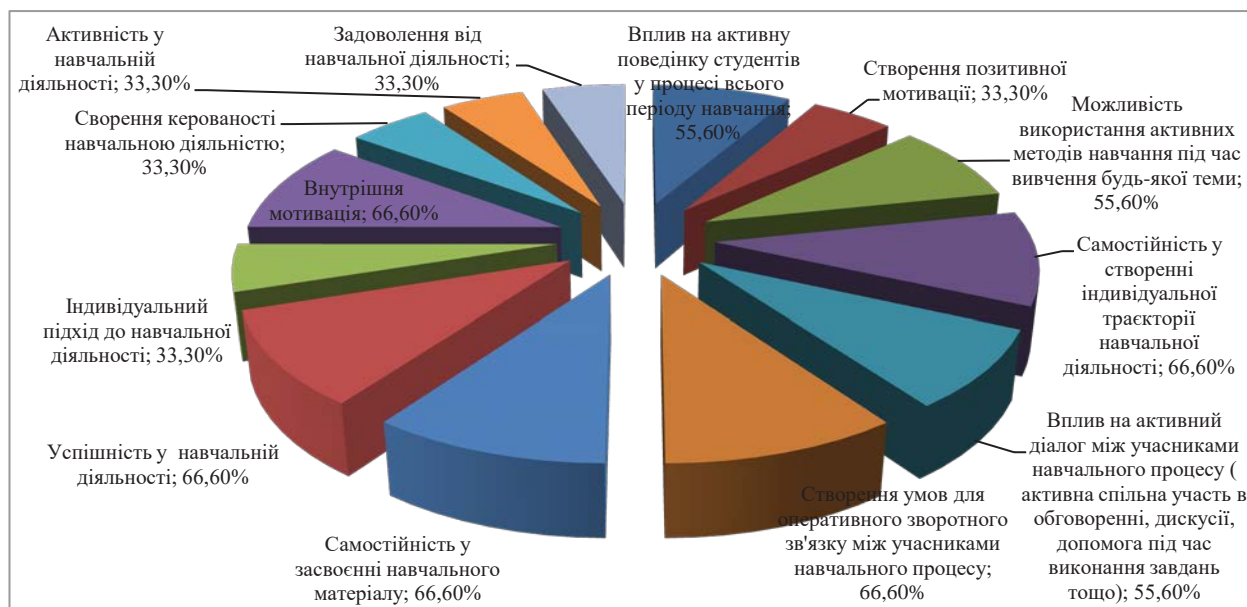 Активність у
навчальній
діяльності; 33,30%
Задоволення від
навчальної діяльності;
33,30%
Вплив на активну
поведінку студентів
у процесі всього
періоду навчання;
55,60%
Створення позитивної
мотивації; 33,30%
Можливість
використання активних
методів навчання під час
вивчення будь-якої теми;
55,60%
Самостійність у
створенні
індивідуальної
траєкторії
навчальної
діяльності; 66,60%
Вплив на активний
діалог між учасниками
навчального процесу (
активна спільна участь в
обговоренні, дискусії,
допомога під час
виконання завдань
тощо); 55,60%
Створення умов для
оперативного зворотного
зв'язку між учасниками
навчального процесу;
66,60%
Самостійність у
засвоєнні навчального
матеріалу; 66,60%
Успішність у  навчальній
діяльності; 66,60%
Індивідуальний
підхід до навчальної
діяльності; 33,30%
Внутрішня
мотивація; 66,60%
Сворення керованості
навчальною діяльністю;
33,30%